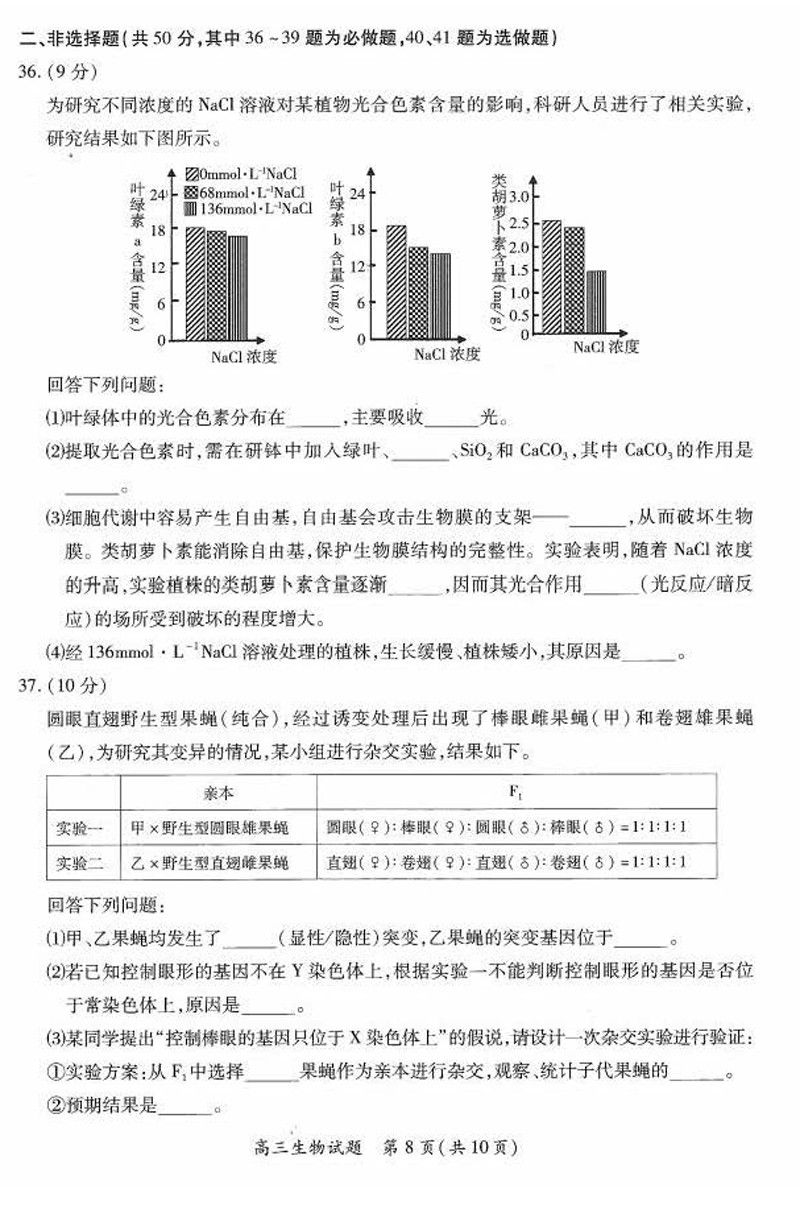 二、非选择题(共50分,其中36~39题为必做题,40、41题为选做题)
36.(9分)
为研究不同浓度的NaCl溶液对某植物光合色素含量的影响,科研人员进行了相关实验,
研究结果如下图所示。
叶绿素a含量(mg/g)
24
18
12
6
0
0mmol·L⁻¹NaCl
68mmol·L⁻¹NaCl
136mmol·L⁻¹NaCl
NaCl浓度
叶绿素b含量(mg/g)
24
18
12
6
0
NaCl浓度
类胡萝卜素含量(mg/g)
3.0
2.5
2.0
1.5
1.0
0.5
0
NaCl浓度
回答下列问题:
(1)叶绿体中的光合色素分布在______,主要吸收______光。
(2)提取光合色素时,需在研钵中加入绿叶、______、SiO₂和CaCO₃,其中CaCO₃的作用是
______。
(3)细胞代谢中容易产生自由基,自由基会攻击生物膜的支架——______,从而破坏生物
膜。类胡萝卜素能消除自由基,保护生物膜结构的完整性。实验表明,随着NaCl浓度
的升高,实验植株的类胡萝卜素含量逐渐______,因而其光合作用______(光反应/暗反
应)的场所受到破坏的程度增大。
(4)经136mmol·L⁻¹NaCl溶液处理的植株,生长缓慢、植株矮小,其原因是______。
37.(10分)
圆眼直翅野生型果蝇(纯合),经过诱变处理后出现了棒眼雌果蝇(甲)和卷翅雄果蝇
(乙),为研究其变异的情况,某小组进行杂交实验,结果如下。
亲本 F₁
实验一 甲×野生型圆眼雄果蝇 圆眼(♀):棒眼(♀):圆眼(♂):棒眼(♂)=1:1:1:1
实验二 乙×野生型直翅雌果蝇 直翅(♀):卷翅(♀):直翅(♂):卷翅(♂)=1:1:1:1
回答下列问题:
(1)甲、乙果蝇均发生了______(显性/隐性)突变,乙果蝇的突变基因位于______。
(2)若已知控制眼形的基因不在Y染色体上,根据实验一不能判断控制眼形的基因是否位
于常染色体上,原因是______。
(3)某同学提出“控制棒眼的基因只位于X染色体上”的假说,请设计一次杂交实验进行验证:
①实验方案:从F₁中选择______果蝇作为亲本进行杂交,观察、统计子代果蝇的______。
②预期结果是______。
高三生物试题 第8页(共10页)